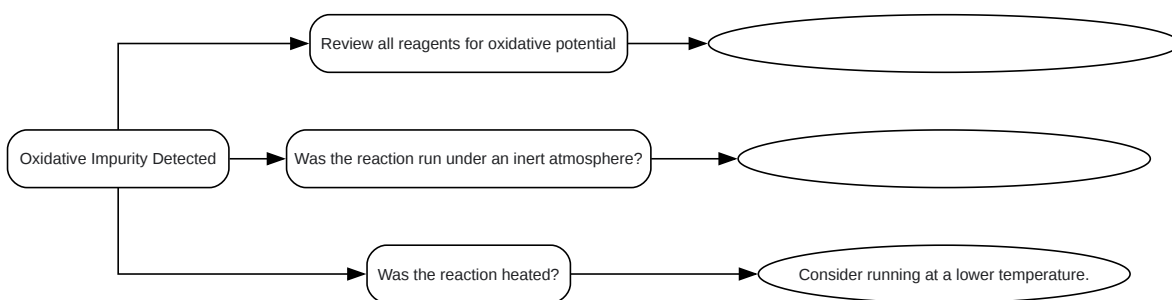 Review all reagents for oxidative potential
Oxidative Impurity Detected
Was the reaction run under an inert atmosphere?
Was the reaction heated?
Consider running at a lower temperature.